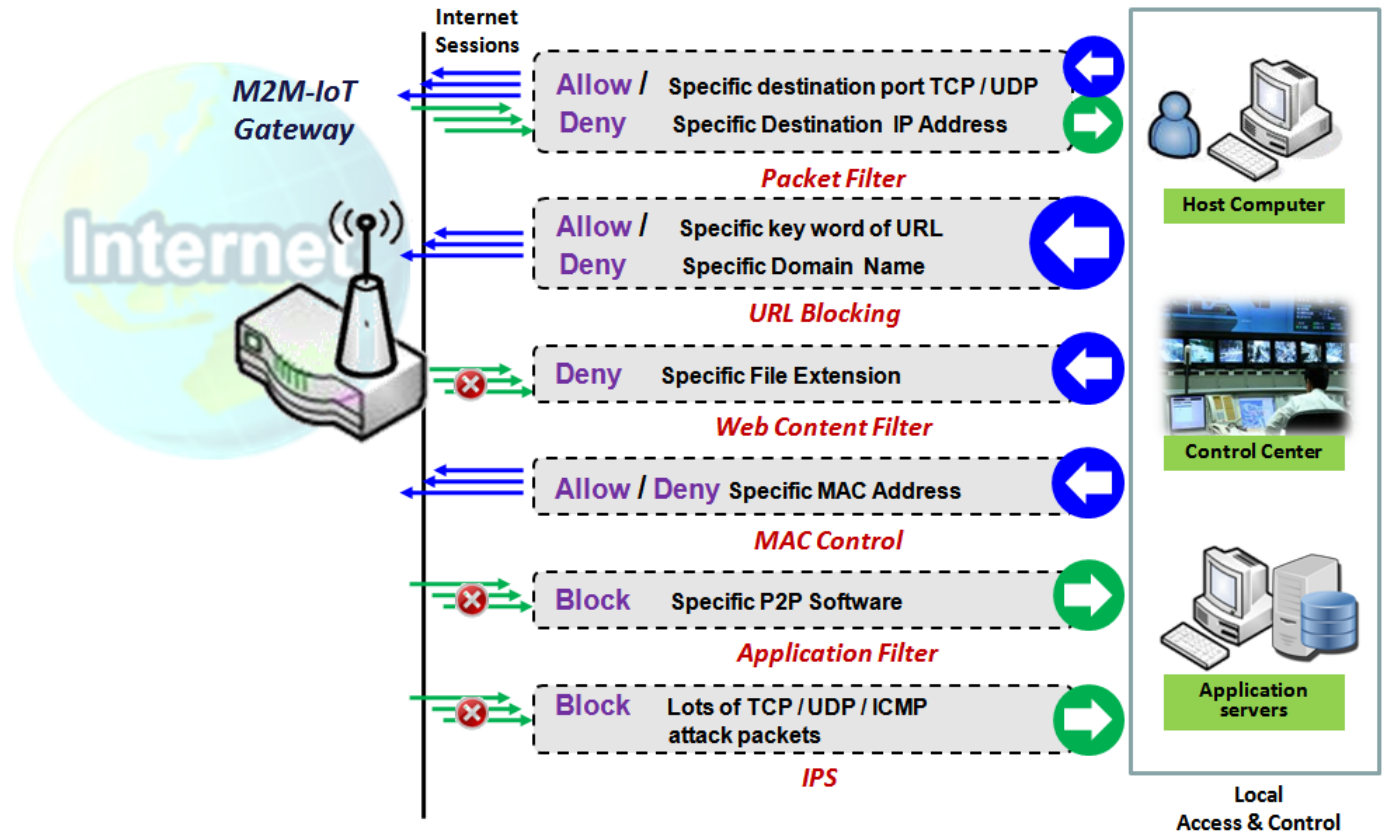 Internet
Sessions
M2M-IoT
Gateway
Internet
Allow / Specific destination port TCP / UDP
Deny Specific Destination IP Address
Packet Filter
Allow / Specific key word of URL
Deny Specific Domain Name
URL Blocking
Deny Specific File Extension
Web Content Filter
Allow / Deny Specific MAC Address
MAC Control
Block Specific P2P Software
Application Filter
Block Lots of TCP / UDP / ICMP
attack packets
IPS
Host Computer
Control Center
Application
servers
Local
Access & Control